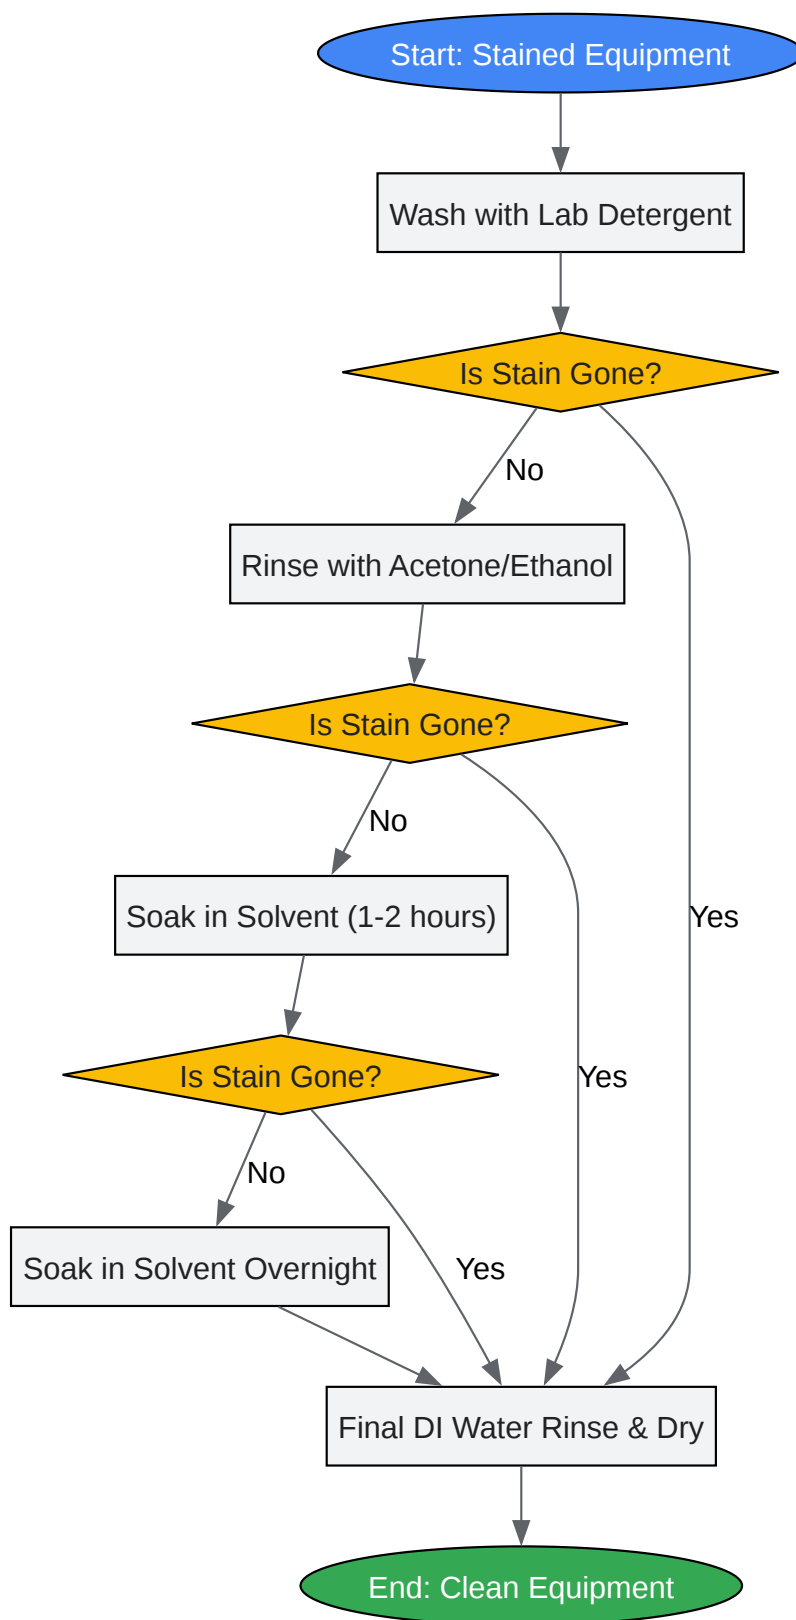 Start: Stained Equipment
Wash with Lab Detergent
Is Stain Gone?
No
Rinse with Acetone/Ethanol
Is Stain Gone?
No
Soak in Solvent (1-2 hours)
Yes
Is Stain Gone?
Yes
No
Soak in Solvent Overnight
Yes
Final DI Water Rinse & Dry
End: Clean Equipment